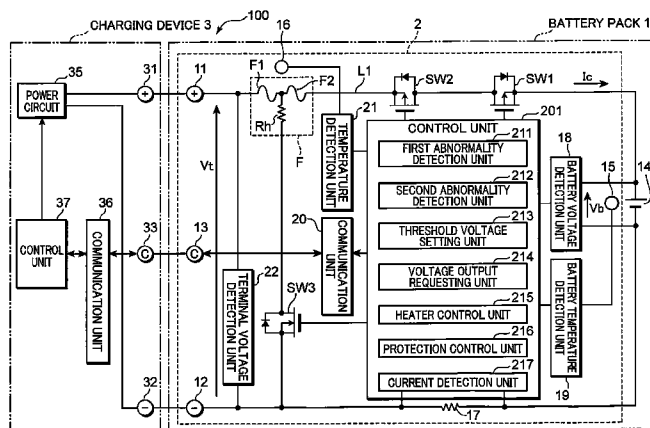 CHARGING DEVICE 3
100
BATTERY PACK 1
2
35
POWER CIRCUIT
31
+
11
+
16
F1
F2
L1
SW2
SW1
Ic
Rh
F
21
TEMPERATURE DETECTION UNIT
201
CONTROL UNIT
211
FIRST ABNORMALITY DETECTION UNIT
212
SECOND ABNORMALITY DETECTION UNIT
213
THRESHOLD VOLTAGE SETTING UNIT
214
VOLTAGE OUTPUT REQUESTING UNIT
215
HEATER CONTROL UNIT
216
PROTECTION CONTROL UNIT
217
CURRENT DETECTION UNIT
18
BATTERY VOLTAGE DETECTION UNIT
15
14
Vb
BATTERY TEMPERATURE DETECTION UNIT
19
Vt
37
CONTROL UNIT
36
COMMUNICATION UNIT
33
C
13
C
20
COMMUNICATION UNIT
22
TERMINAL VOLTAGE DETECTION UNIT
SW3
32
−
12
−
17